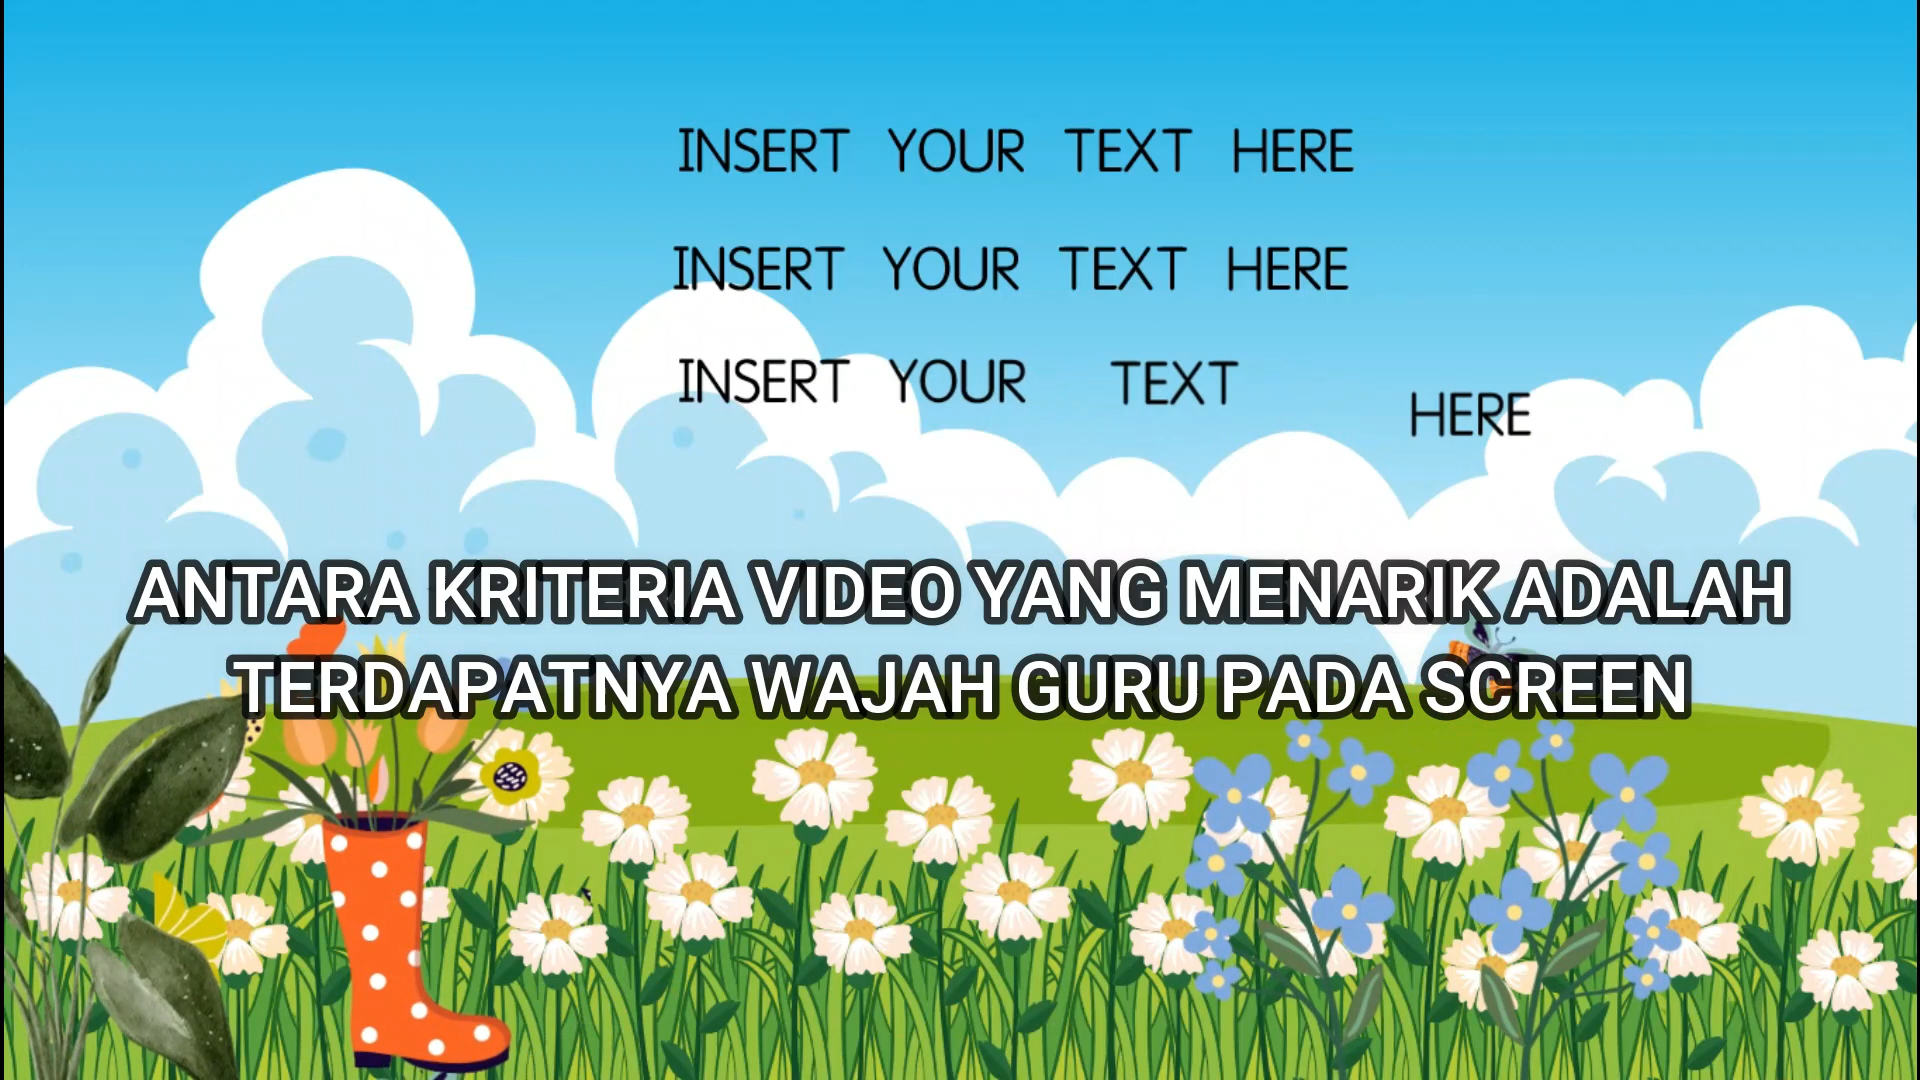 INSERT YOUR TEXT HERE
INSERT YOUR TEXT HERE
INSERT YOUR TEXT HERE
ANTARA KRITERIA VIDEO YANG MENARIK ADALAH
TERDAPATNYA WAJAH GURU PADA SCREEN